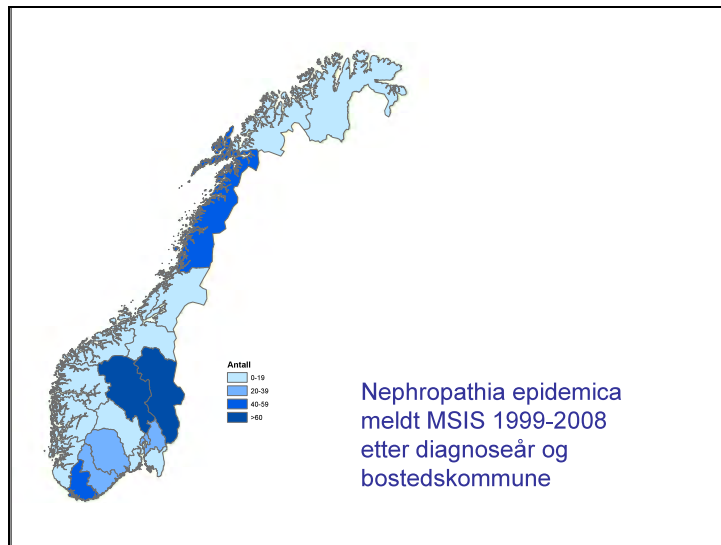 Antall
0-19
20-39
40-59
>60
Nephropathia epidemica
meldt MSIS 1999-2008
etter diagnoseår og
bostedskommune